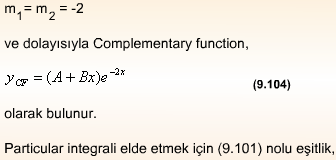 m₁= m₂ = -2
ve dolayısıyla Complementary function,
y_CF = (A + Bx)e^{-2x} (9.104)
olarak bulunur.
Particular integrali elde etmek için (9.101) nolu eşitlik,